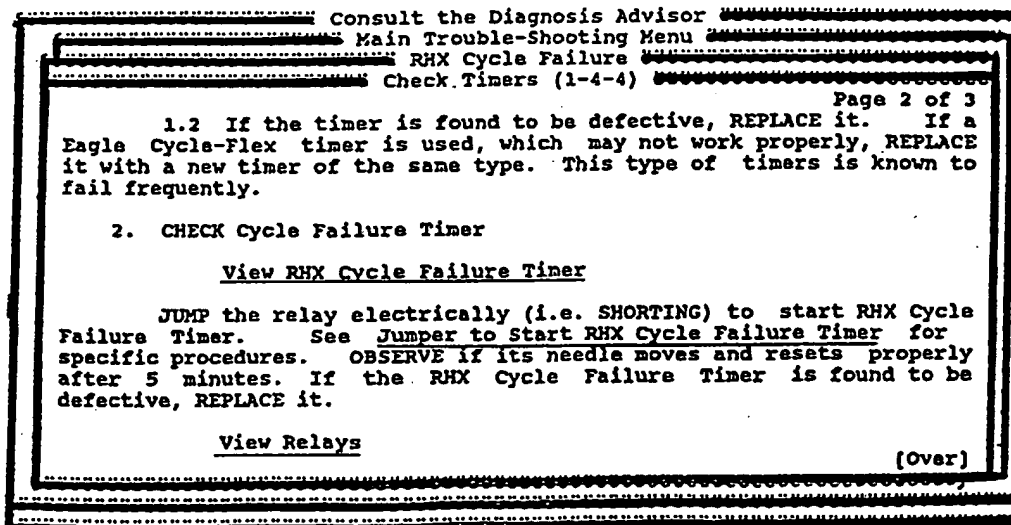 Consult the Diagnosis Advisor
Main Trouble-Shooting Menu
RHX Cycle Failure
Check Timers (1-4-4)
Page 2 of 3
1.2 If the timer is found to be defective, REPLACE it. If a
Eagle Cycle-Flex timer is used, which may not work properly, REPLACE
it with a new timer of the same type. This type of timers is known to
fail frequently.
2. CHECK Cycle Failure Timer
View RHX Cycle Failure Timer
JUMP the relay electrically (i.e. SHORTING) to start RHX Cycle
Failure Timer. See Jumper to Start RHX Cycle Failure Timer for
specific procedures. OBSERVE if its needle moves and resets properly
after 5 minutes. If the RHX Cycle Failure Timer is found to be
defective, REPLACE it.
View Relays
[Over]